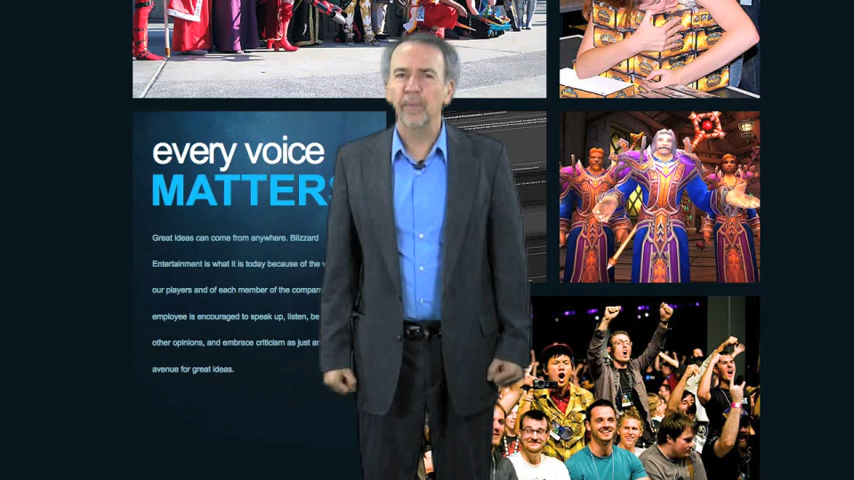 every voice
MATTERS
Great Ideas can come from anywhere. Blizzard
Entertainment is what it is today because of the
our players and of each member of the company
employee is encouraged to speak up, listen, be
other opinions, and embrace criticism as just
avenue for great ideas.